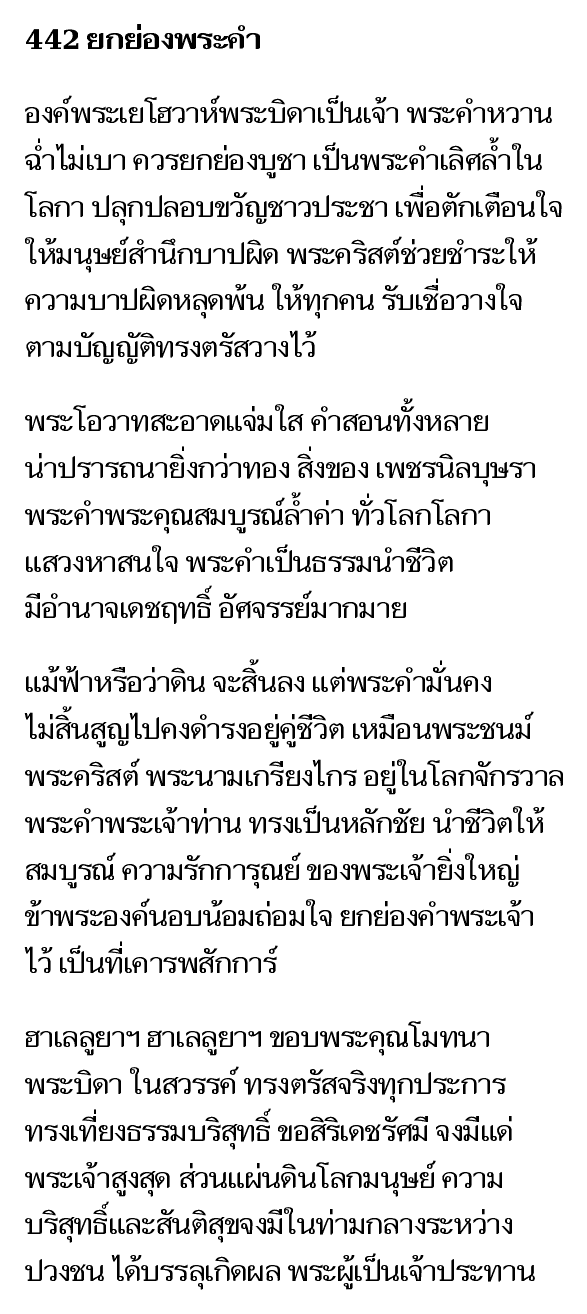 442 ยกย่องพระคำ
องค์พระเยโฮวาห์พระบิดาเป็นเจ้า พระคำหวาน
ฉ่ำไม่เบา ควรยกย่องบูชา เป็นพระคำเลิศล้ำใน
โลกา ปลุกปลอบขวัญชาวประชา เพื่อตักเตือนใจ
ให้มนุษย์สำนึกบาปผิด พระคริสต์ช่วยชำระให้
ความบาปผิดหลุดพ้น ให้ทุกคน รับเชื่อวางใจ
ตามบัญญัติทรงตรัสวางไว้
พระโอวาทสะอาดแจ่มใส คำสอนทั้งหลาย
น่าปรารถนายิ่งกว่าทอง สิ่งของ เพชรนิลบุษรา
พระคำพระคุณสมบูรณ์ล้ำค่า ทั่วโลกโลกา
แสวงหาสนใจ พระคำเป็นธรรมนำชีวิต
มีอำนาจเดชฤทธิ์ อัศจรรย์มากมาย
แม้ฟ้าหรือว่าดิน จะสิ้นลง แต่พระคำมั่นคง
ไม่สิ้นสูญไปคงดำรงอยู่คู่ชีวิต เหมือนพระชนม์
พระคริสต์ พระนามเกรียงไกร อยู่ในโลกจักรวาล
พระคำพระเจ้าท่าน ทรงเป็นหลักชัย นำชีวิตให้
สมบูรณ์ ความรักการุณย์ ของพระเจ้ายิ่งใหญ่
ข้าพระองค์นอบน้อมถ่อมใจ ยกย่องคำพระเจ้า
ไว้ เป็นที่เคารพสักการ์
ฮาเลลูยาฯ ฮาเลลูยาฯ ขอบพระคุณโมทนา
พระบิดา ในสวรรค์ ทรงตรัสจริงทุกประการ
ทรงเที่ยงธรรมบริสุทธิ์ ขอสิริเดชรัศมี จงมีแด่
พระเจ้าสูงสุด ส่วนแผ่นดินโลกมนุษย์ ความ
บริสุทธิ์และสันติสุขจงมีในท่ามกลางระหว่าง
ปวงชน ได้บรรลุเกิดผล พระผู้เป็นเจ้าประทาน